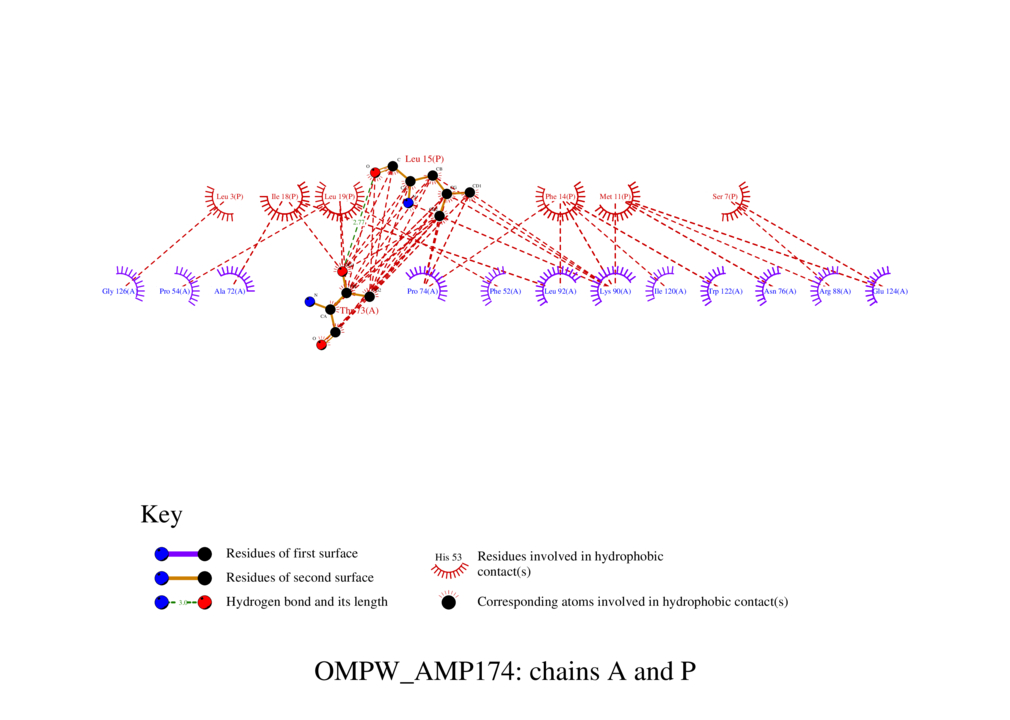 Leu 15(P)
O
C
CB
CD1
Leu 3(P)
Ile 18(P)
Leu 19(P)
Phe 14(P)
Met 11(P)
Ser 7(P)
2.77
Gly 126(A)
Pro 54(A)
Ala 72(A)
Pro 74(A)
Phe 52(A)
Leu 92(A)
Lys 90(A)
Ile 120(A)
Trp 122(A)
Asn 76(A)
Arg 88(A)
Glu 124(A)
N
CA
Thr 73(A)
O
Key
Residues of first surface
Residues of second surface
3.0
Hydrogen bond and its length
His 53
Residues involved in hydrophobic
contact(s)
Corresponding atoms involved in hydrophobic contact(s)
OMPW_AMP174: chains A and P